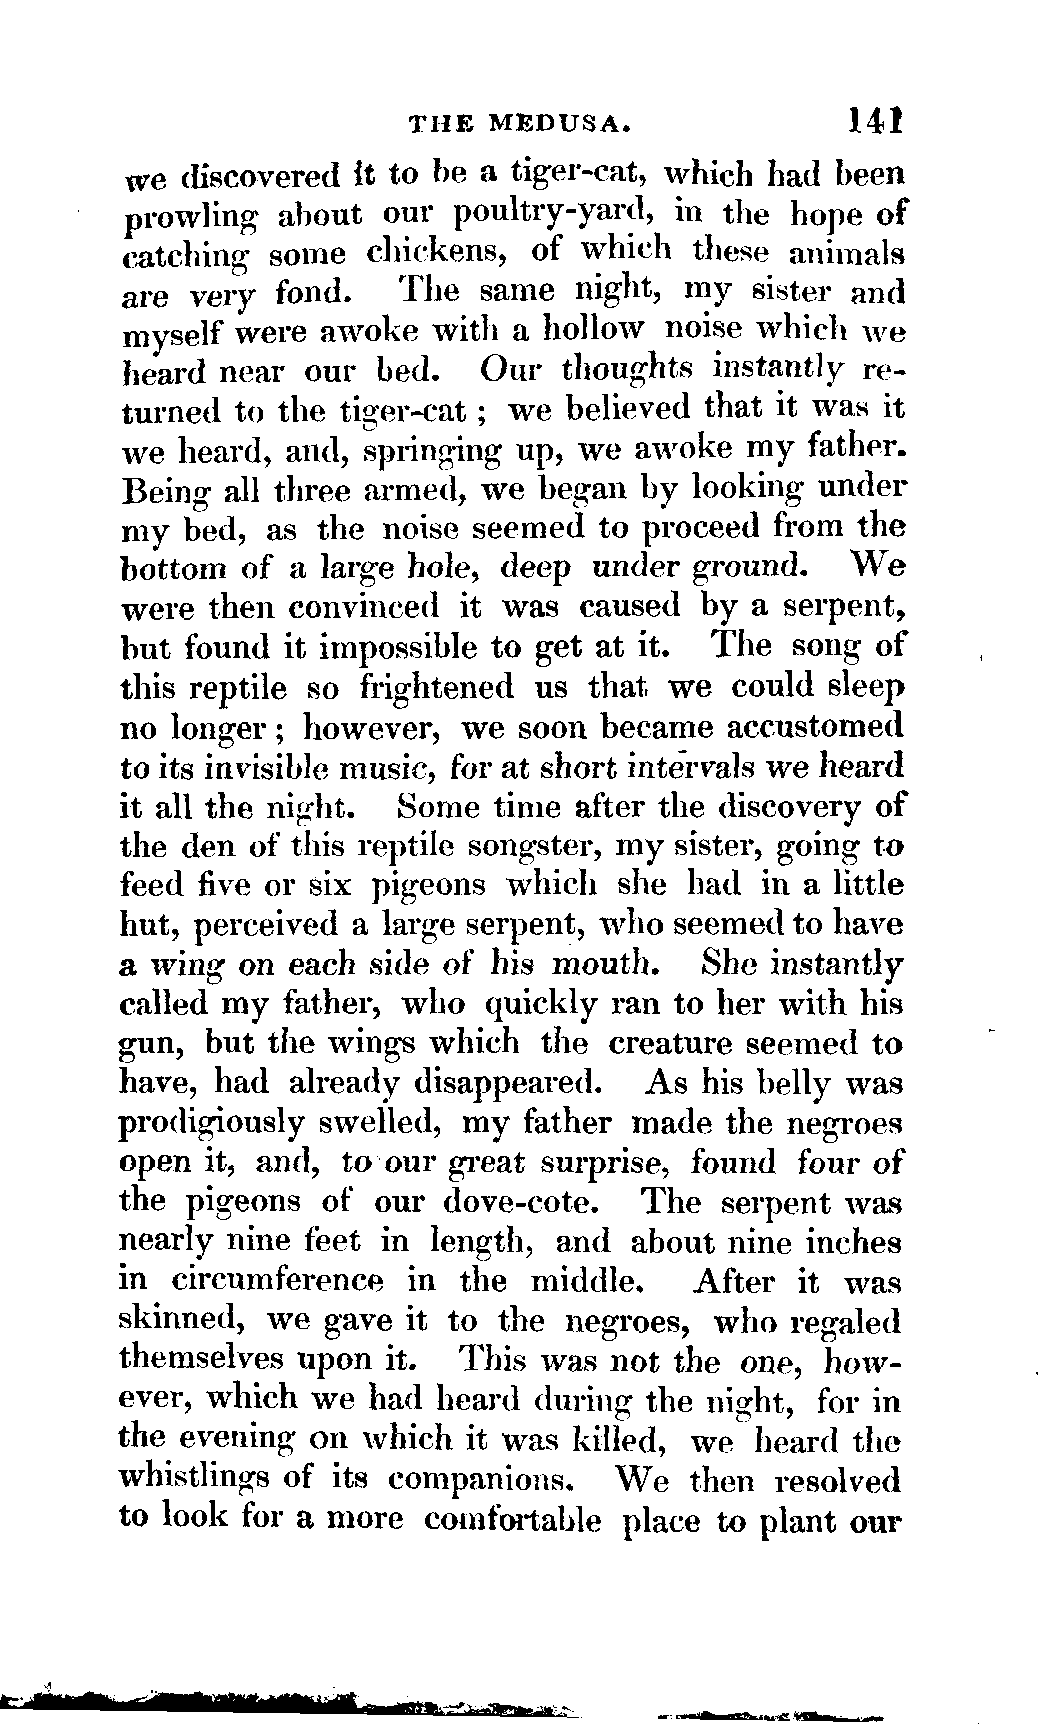 THE MEDUSA. 141
we discovered it to be a tiger-cat, which had been
prowling about our poultry-yard, in the hope of
catching some chickens, of which these animals
are very fond. The same night, my sister and
myself were awoke with a hollow noise which we
heard near our bed. Our thoughts instantly re-
turned to the tiger-cat ; we believed that it was it
we heard, and, springing up, we awoke my father.
Being all three armed, we began by looking under
my bed, as the noise seemed to proceed from the
bottom of a large hole, deep under ground. We
were then convinced it was caused by a serpent,
but found it impossible to get at it. The song of
this reptile so frightened us that we could sleep
no longer ; however, we soon became accustomed
to its invisible music, for at short intervals we heard
it all the night. Some time after the discovery of
the den of this reptile songster, my sister, going to
feed five or six pigeons which she had in a little
hut, perceived a large serpent, who seemed to have
a wing on each side of his mouth. She instantly
called my father, who quickly ran to her with his
gun, but the wings which the creature seemed to
have, had already disappeared. As his belly was
prodigiously swelled, my father made the negroes
open it, and, to our great surprise, found four of
the pigeons of our dove-cote. The serpent was
nearly nine feet in length, and about nine inches
in circumference in the middle. After it was
skinned, we gave it to the negroes, who regaled
themselves upon it. This was not the one, how-
ever, which we had heard during the night, for in
the evening on which it was killed, we heard the
whistlings of its companions. We then resolved
to look for a more comfortable place to plant our